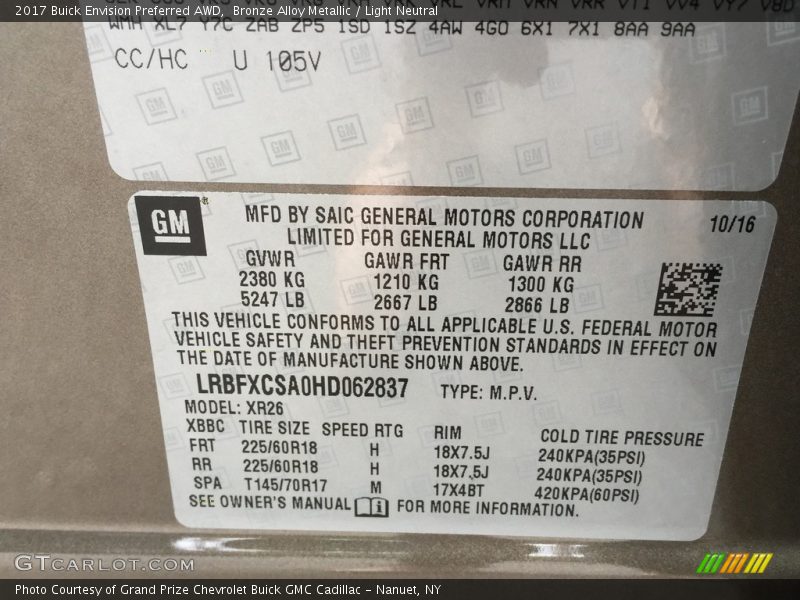 2017 Buick Envision Preferred AWD, Bronze Alloy Metallic / Light Neutral
WMH XL7 Y7C ZAB ZP5 1SD 1SZ 4AW 4G0 6X1 7X1 8AA 9AA
CC/HC U 105V
GM
MFD BY SAIC GENERAL MOTORS CORPORATION 10/16
LIMITED FOR GENERAL MOTORS LLC
GVWR GAWR FRT GAWR RR
2380 KG 1210 KG 1300 KG
5247 LB 2667 LB 2866 LB
THIS VEHICLE CONFORMS TO ALL APPLICABLE U.S. FEDERAL MOTOR
VEHICLE SAFETY AND THEFT PREVENTION STANDARDS IN EFFECT ON
THE DATE OF MANUFACTURE SHOWN ABOVE.
LRBFXCSA0HD062837 TYPE: M.P.V.
MODEL: XR26
XBBC TIRE SIZE SPEED RTG RIM COLD TIRE PRESSURE
FRT 225/60R18 H 18X7.5J 240KPA(35PSI)
RR 225/60R18 H 18X7.5J 240KPA(35PSI)
SPA T145/70R17 M 17X4BT 420KPA(60PSI)
SEE OWNER'S MANUAL FOR MORE INFORMATION.
GTCARLOT.COM
Photo Courtesy of Grand Prize Chevrolet Buick GMC Cadillac - Nanuet, NY